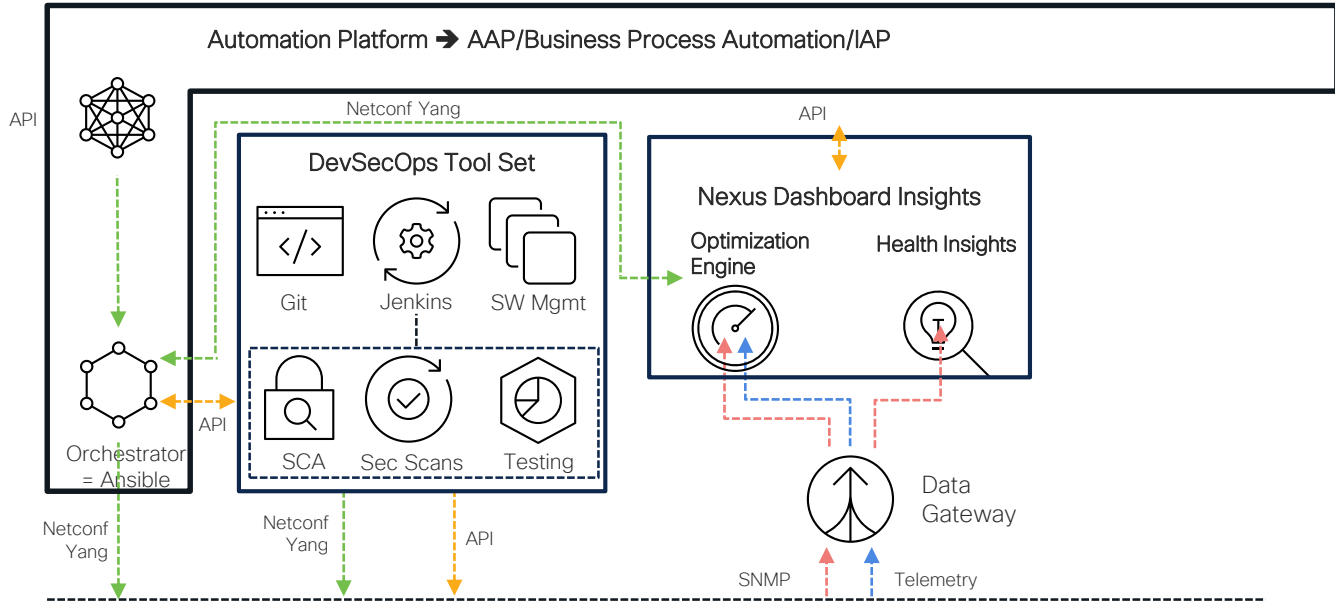 Automation Platform ➔ AAP/Business Process Automation/IAP
API
Netconf Yang
API
DevSecOps Tool Set
Nexus Dashboard Insights
Optimization
Engine
Health Insights
</>
Git
Jenkins
SW Mgmt
API
Orchestrator
= Ansible
SCA
Sec Scans
Testing
Data
Gateway
Netconf
Yang
Netconf
Yang
API
SNMP
Telemetry